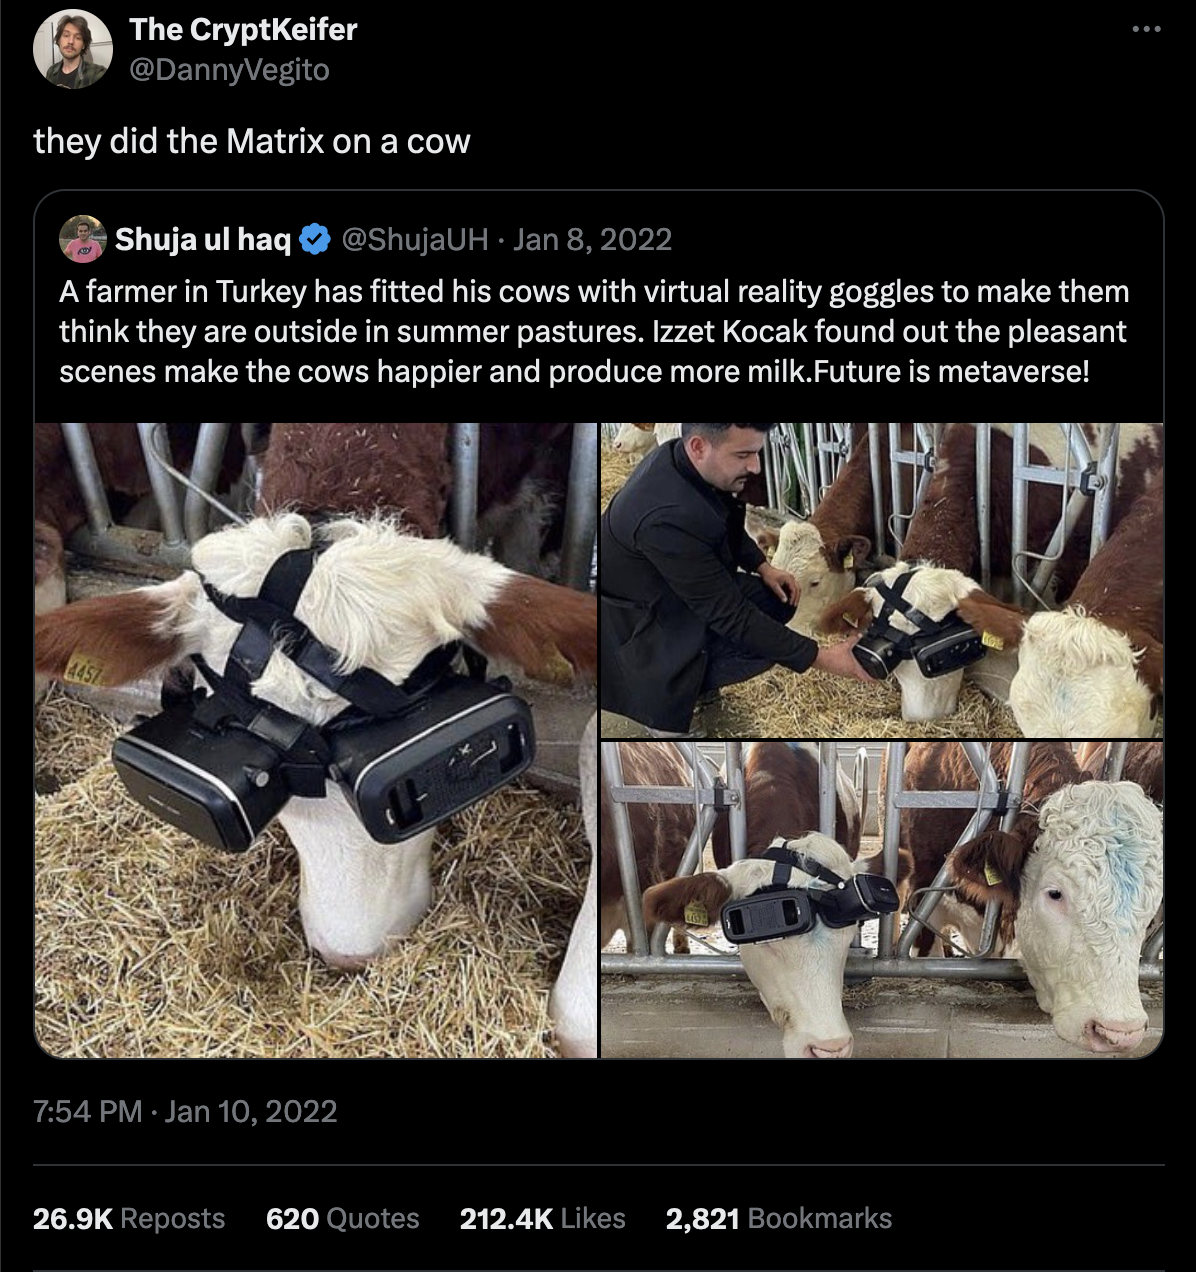 The CryptKeifer
@DannyVegito
they did the Matrix on a cow
Shuja ul haq @ShujaUH · Jan 8, 2022
A farmer in Turkey has fitted his cows with virtual reality goggles to make them
think they are outside in summer pastures. Izzet Kocak found out the pleasant
scenes make the cows happier and produce more milk.Future is metaverse!
4457
7:54 PM · Jan 10, 2022
26.9K Reposts 620 Quotes 212.4K Likes 2,821 Bookmarks